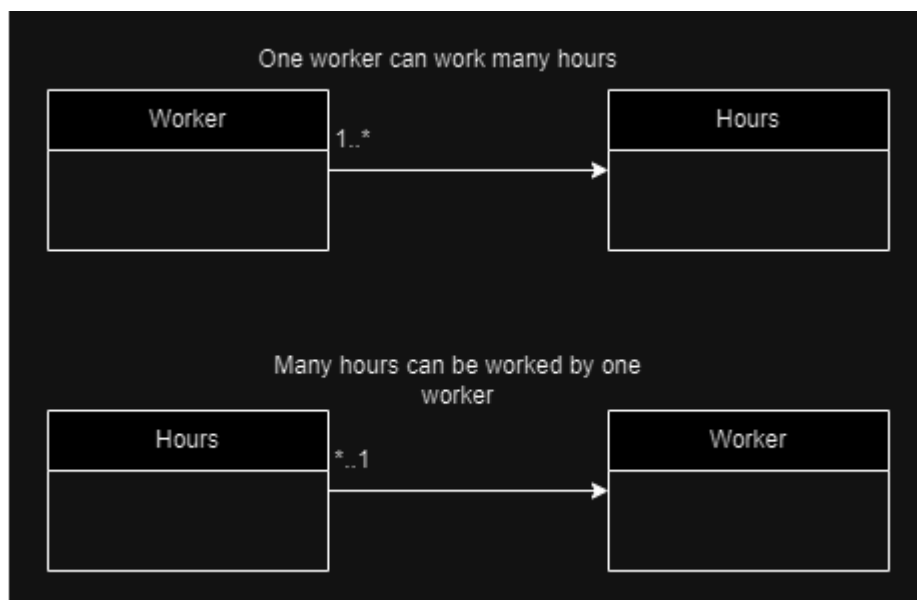 One worker can work many hours
Worker
1..*
Hours
Many hours can be worked by one
worker
Hours
*..1
Worker